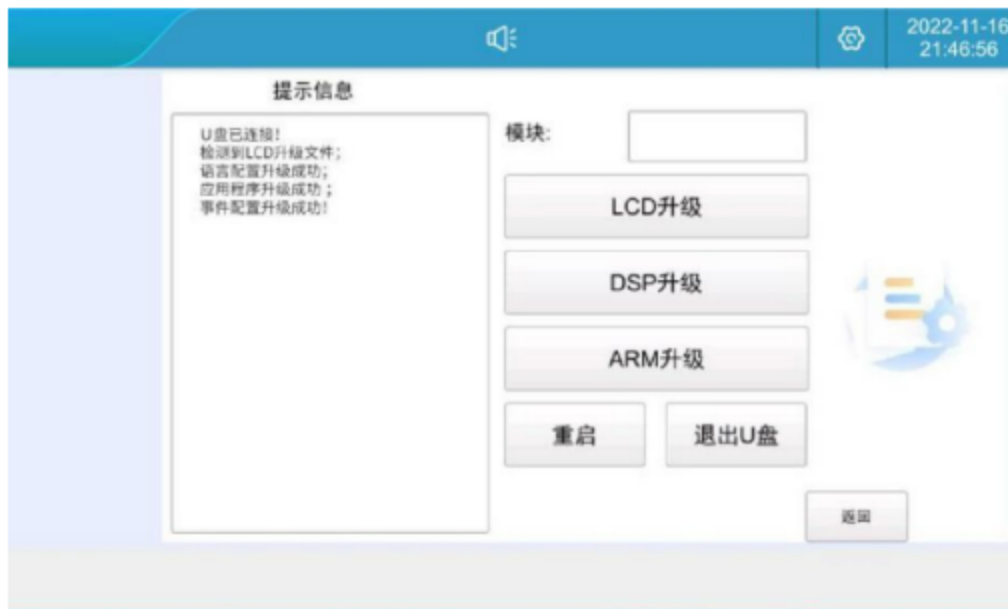 2022-11-16
21:46:56
提示信息
U盘已连接!
检测到LCD升级文件;
语言配置升级成功;
应用程序升级成功;
事件配置升级成功!
模块:
LCD升级
DSP升级
ARM升级
重启
退出U盘
返回